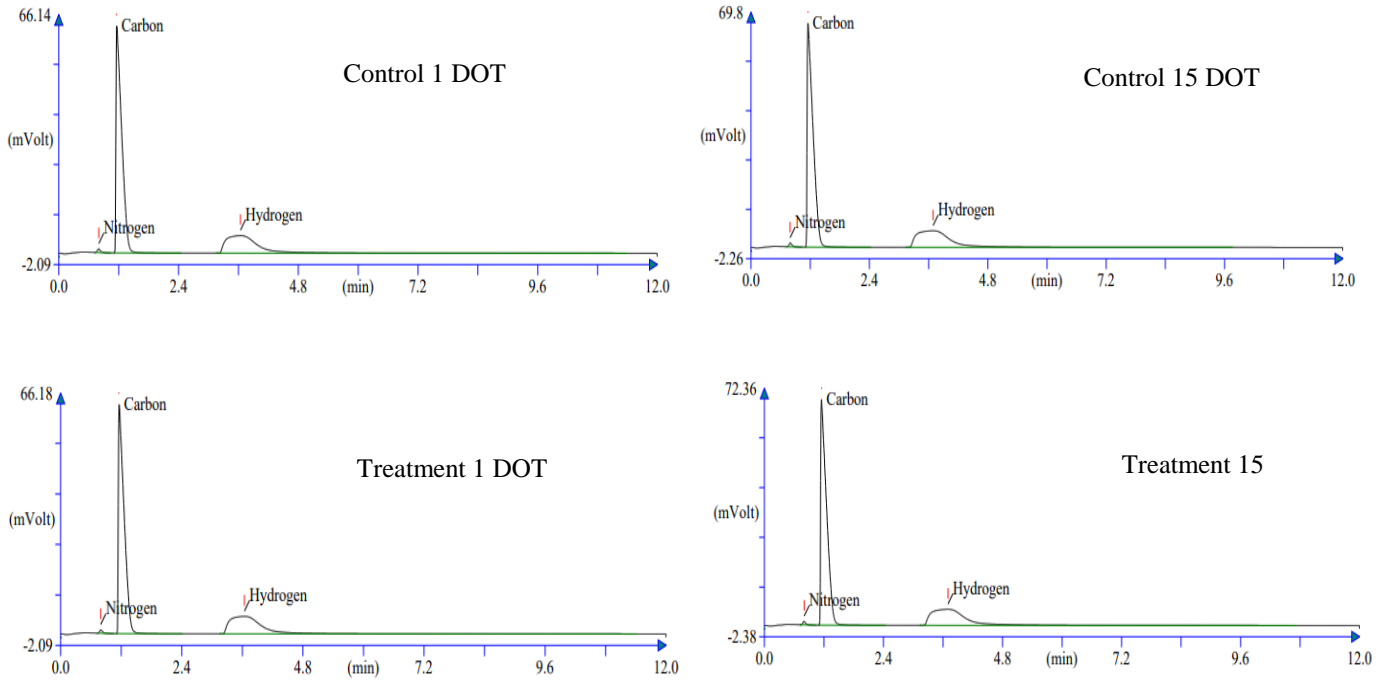 66.14
Carbon
Control 1 DOT
(mVolt)
Nitrogen
Hydrogen
-2.09
0.0 2.4 4.8 (min) 7.2 9.6 12.0
69.8
Carbon
Control 15 DOT
(mVolt)
Nitrogen
Hydrogen
-2.26
0.0 2.4 4.8 (min) 7.2 9.6 12.0
66.18
Carbon
Treatment 1 DOT
(mVolt)
Nitrogen
Hydrogen
-2.09
0.0 2.4 4.8 (min) 7.2 9.6 12.0
72.36
Carbon
Treatment 15
(mVolt)
Nitrogen
Hydrogen
-2.38
0.0 2.4 4.8 (min) 7.2 9.6 12.0